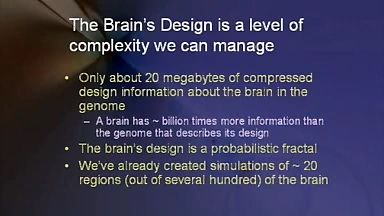 The Brain's Design is a level of
complexity we can manage
• Only about 20 megabytes of compressed
design information about the brain in the
genome
– A brain has ~ billion times more information than
the genome that describes its design
• The brain's design is a probabilistic fractal
• We've already created simulations of ~ 20
regions (out of several hundred) of the brain